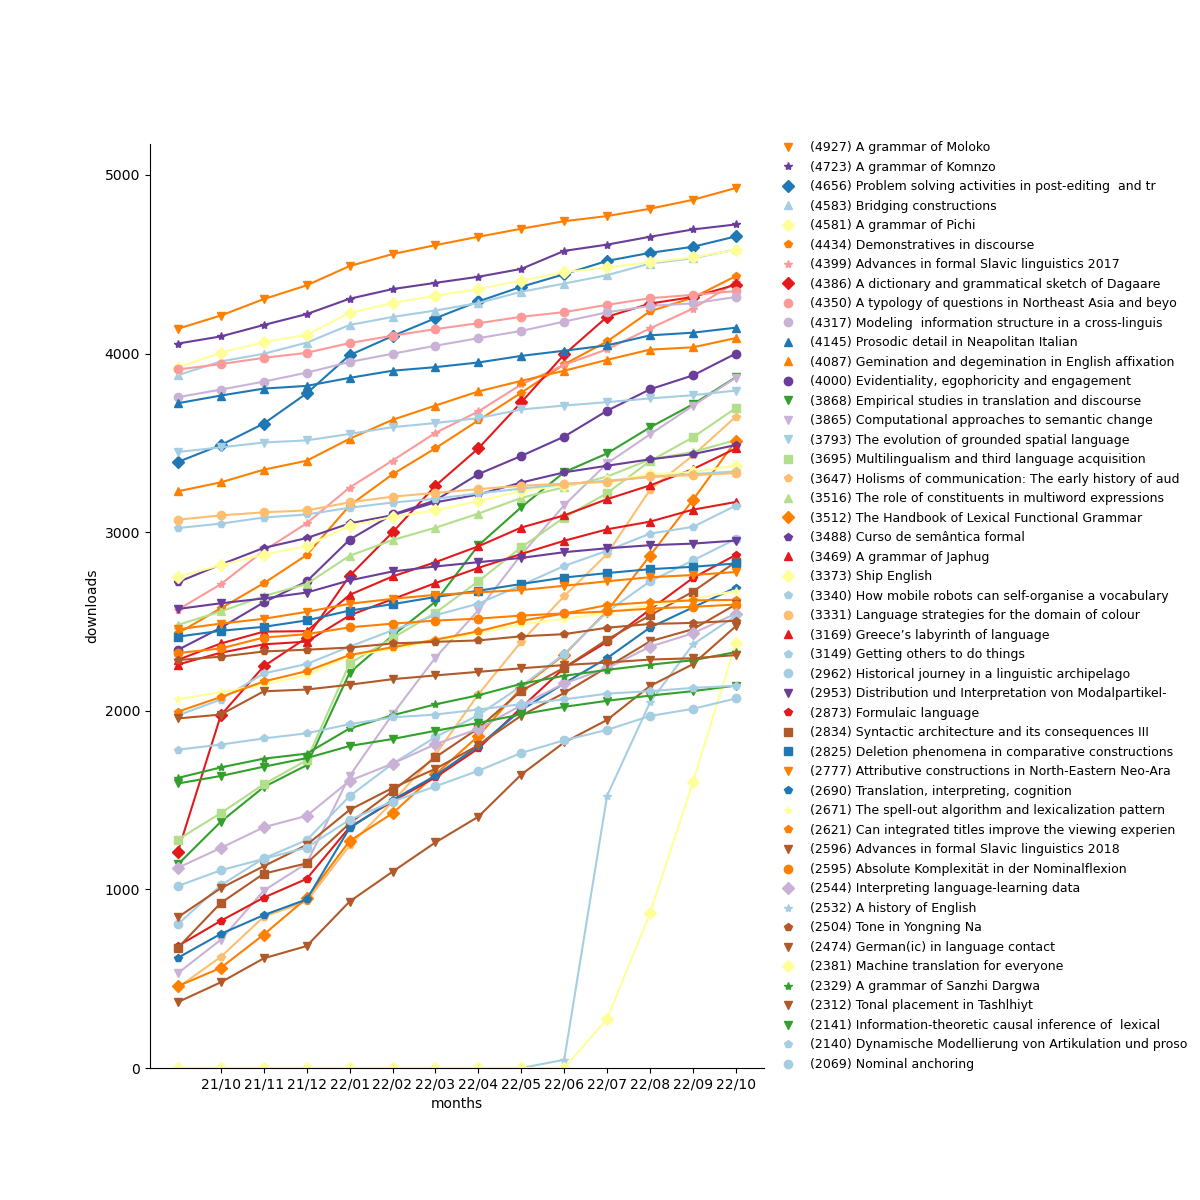 5000
4000
3000
2000
1000
0
downloads
21/10 21/11 21/12 22/01 22/02 22/03 22/04 22/05 22/06 22/07 22/08 22/09 22/10
months
(4927) A grammar of Moloko
(4723) A grammar of Komnzo
(4656) Problem solving activities in post-editing  and tr
(4583) Bridging constructions
(4581) A grammar of Pichi
(4434) Demonstratives in discourse
(4399) Advances in formal Slavic linguistics 2017
(4386) A dictionary and grammatical sketch of Dagaare
(4350) A typology of questions in Northeast Asia and beyo
(4317) Modeling  information structure in a cross-linguis
(4145) Prosodic detail in Neapolitan Italian
(4087) Gemination and degemination in English affixation
(4000) Evidentiality, egophoricity and engagement
(3868) Empirical studies in translation and discourse
(3865) Computational approaches to semantic change
(3793) The evolution of grounded spatial language
(3695) Multilingualism and third language acquisition
(3647) Holisms of communication: The early history of aud
(3516) The role of constituents in multiword expressions
(3512) The Handbook of Lexical Functional Grammar
(3488) Curso de semântica formal
(3469) A grammar of Japhug
(3373) Ship English
(3340) How mobile robots can self-organise a vocabulary
(3331) Language strategies for the domain of colour
(3169) Greece’s labyrinth of language
(3149) Getting others to do things
(2962) Historical journey in a linguistic archipelago
(2953) Distribution und Interpretation von Modalpartikel-
(2873) Formulaic language
(2834) Syntactic architecture and its consequences III
(2825) Deletion phenomena in comparative constructions
(2777) Attributive constructions in North-Eastern Neo-Ara
(2690) Translation, interpreting, cognition
(2671) The spell-out algorithm and lexicalization pattern
(2621) Can integrated titles improve the viewing experien
(2596) Advances in formal Slavic linguistics 2018
(2595) Absolute Komplexität in der Nominalflexion
(2544) Interpreting language-learning data
(2532) A history of English
(2504) Tone in Yongning Na
(2474) German(ic) in language contact
(2381) Machine translation for everyone
(2329) A grammar of Sanzhi Dargwa
(2312) Tonal placement in Tashlhiyt
(2141) Information-theoretic causal inference of  lexical
(2140) Dynamische Modellierung von Artikulation und proso
(2069) Nominal anchoring